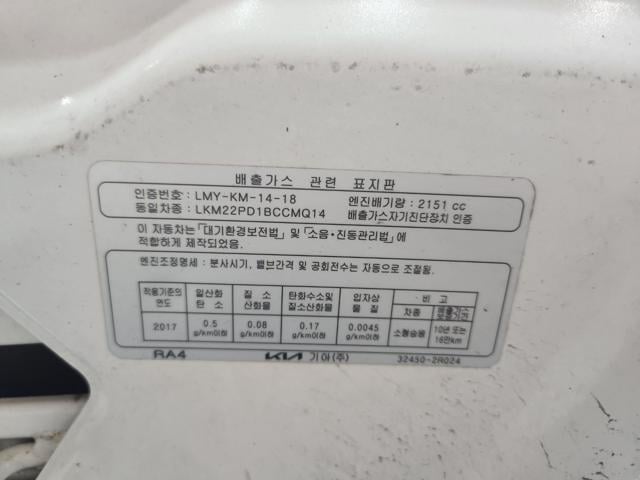 배출가스 관련 표지판
인증번호: LMY-KM-14-18 엔진배기량: 2151 cc
동일차종: LKM22PD1BCCMQ14 배출가스자기진단장치 인증
이 자동차는「대기환경보전법」및「소음·진동관리법」에
적합하게 제작되었음.
엔진조정명세: 분사시기, 밸브간격 및 공회전수는 자동으로 조절됨.
적용기준의 연도 일산화 탄소 질소 산화물 탄화수소및 질소산화물 입자상 물질 비고
차종 배출가스 보증기간
2017 0.5 g/km이하 0.08 g/km이하 0.17 g/km이하 0.0045 g/km이하 소형승용 10년 또는 16만km
RA4 KIA 기아(주) 32450-2R024